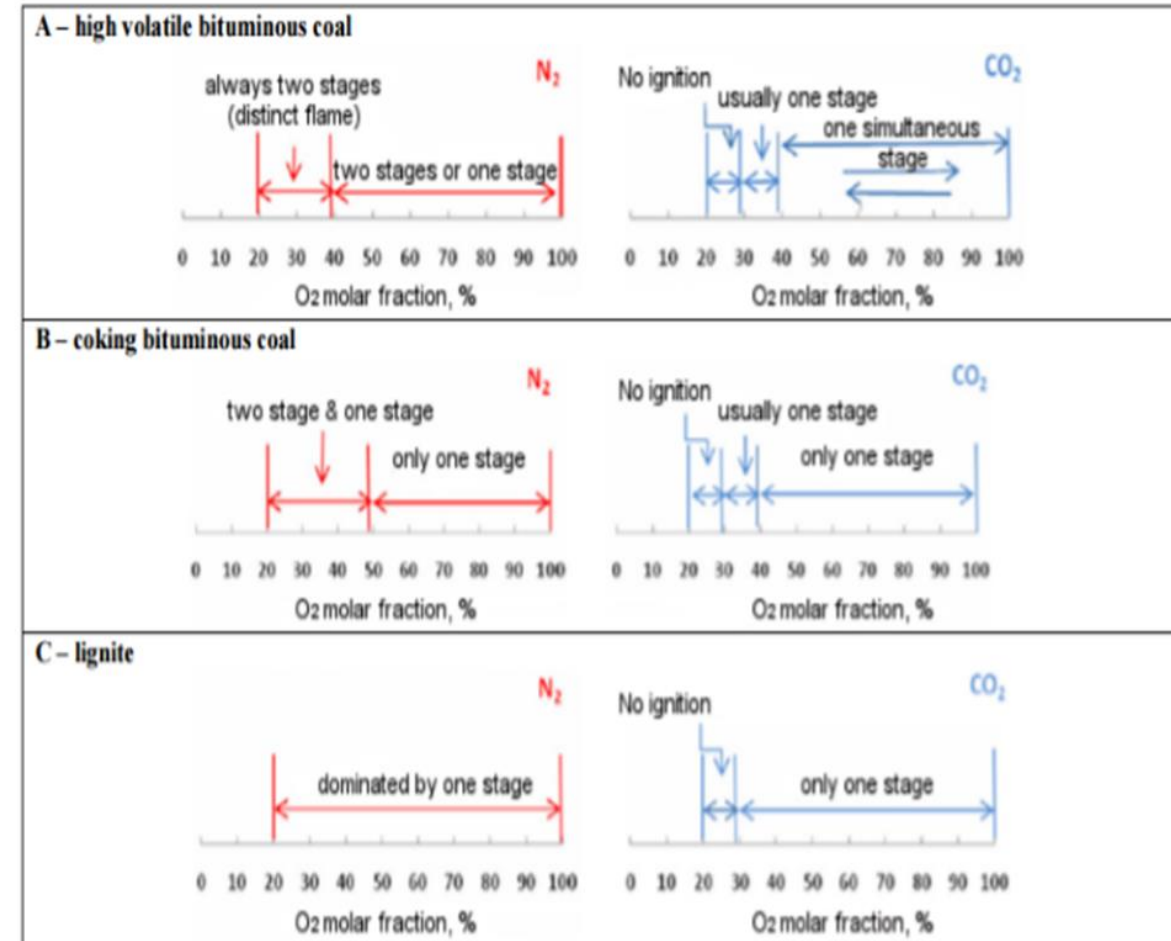 A – high volatile bituminous coal
always two stages
(distinct flame)
N2
two stages or one stage
0 10 20 30 40 50 60 70 80 90 100
O2 molar fraction, %
No ignition
CO2
usually one stage
one simultaneous
stage
0 10 20 30 40 50 60 70 80 90 100
O2 molar fraction, %
B – coking bituminous coal
N2
two stage & one stage
only one stage
0 10 20 30 40 50 60 70 80 90 100
O2 molar fraction, %
No ignition
CO2
usually one stage
only one stage
0 10 20 30 40 50 60 70 80 90 100
O2 molar fraction, %
C – lignite
N2
dominated by one stage
0 10 20 30 40 50 60 70 80 90 100
O2 molar fraction, %
No ignition
CO2
only one stage
0 10 20 30 40 50 60 70 80 90 100
O2 molar fraction, %